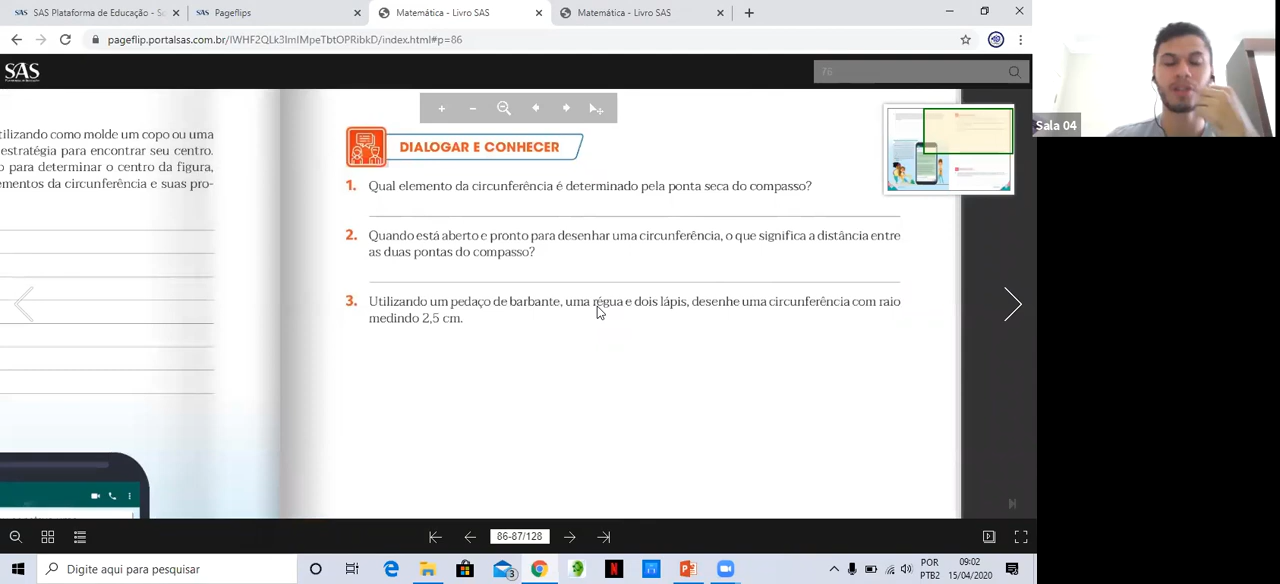 SAS Plataforma de Educação - S
Pageflips
Matemática - Livro SAS
Matemática - Livro SAS
pageflip.portalsas.com.br/IWHF2QLk3ImIMpeTbtOPRibkD/index.html#p=86
SAS
76
tilizando como molde um copo ou uma
estratégia para encontrar seu centro.
o para determinar o centro da figura,
ementos da circunferência e suas pro-
DIALOGAR E CONHECER
1. Qual elemento da circunferência é determinado pela ponta seca do compasso?
2. Quando está aberto e pronto para desenhar uma circunferência, o que significa a distância entre
as duas pontas do compasso?
3. Utilizando um pedaço de barbante, uma régua e dois lápis, desenhe uma circunferência com raio
medindo 2,5 cm.
Sala 04
86-87/128
Digite aqui para pesquisar
3
POR
PTB2
09:02
15/04/2020